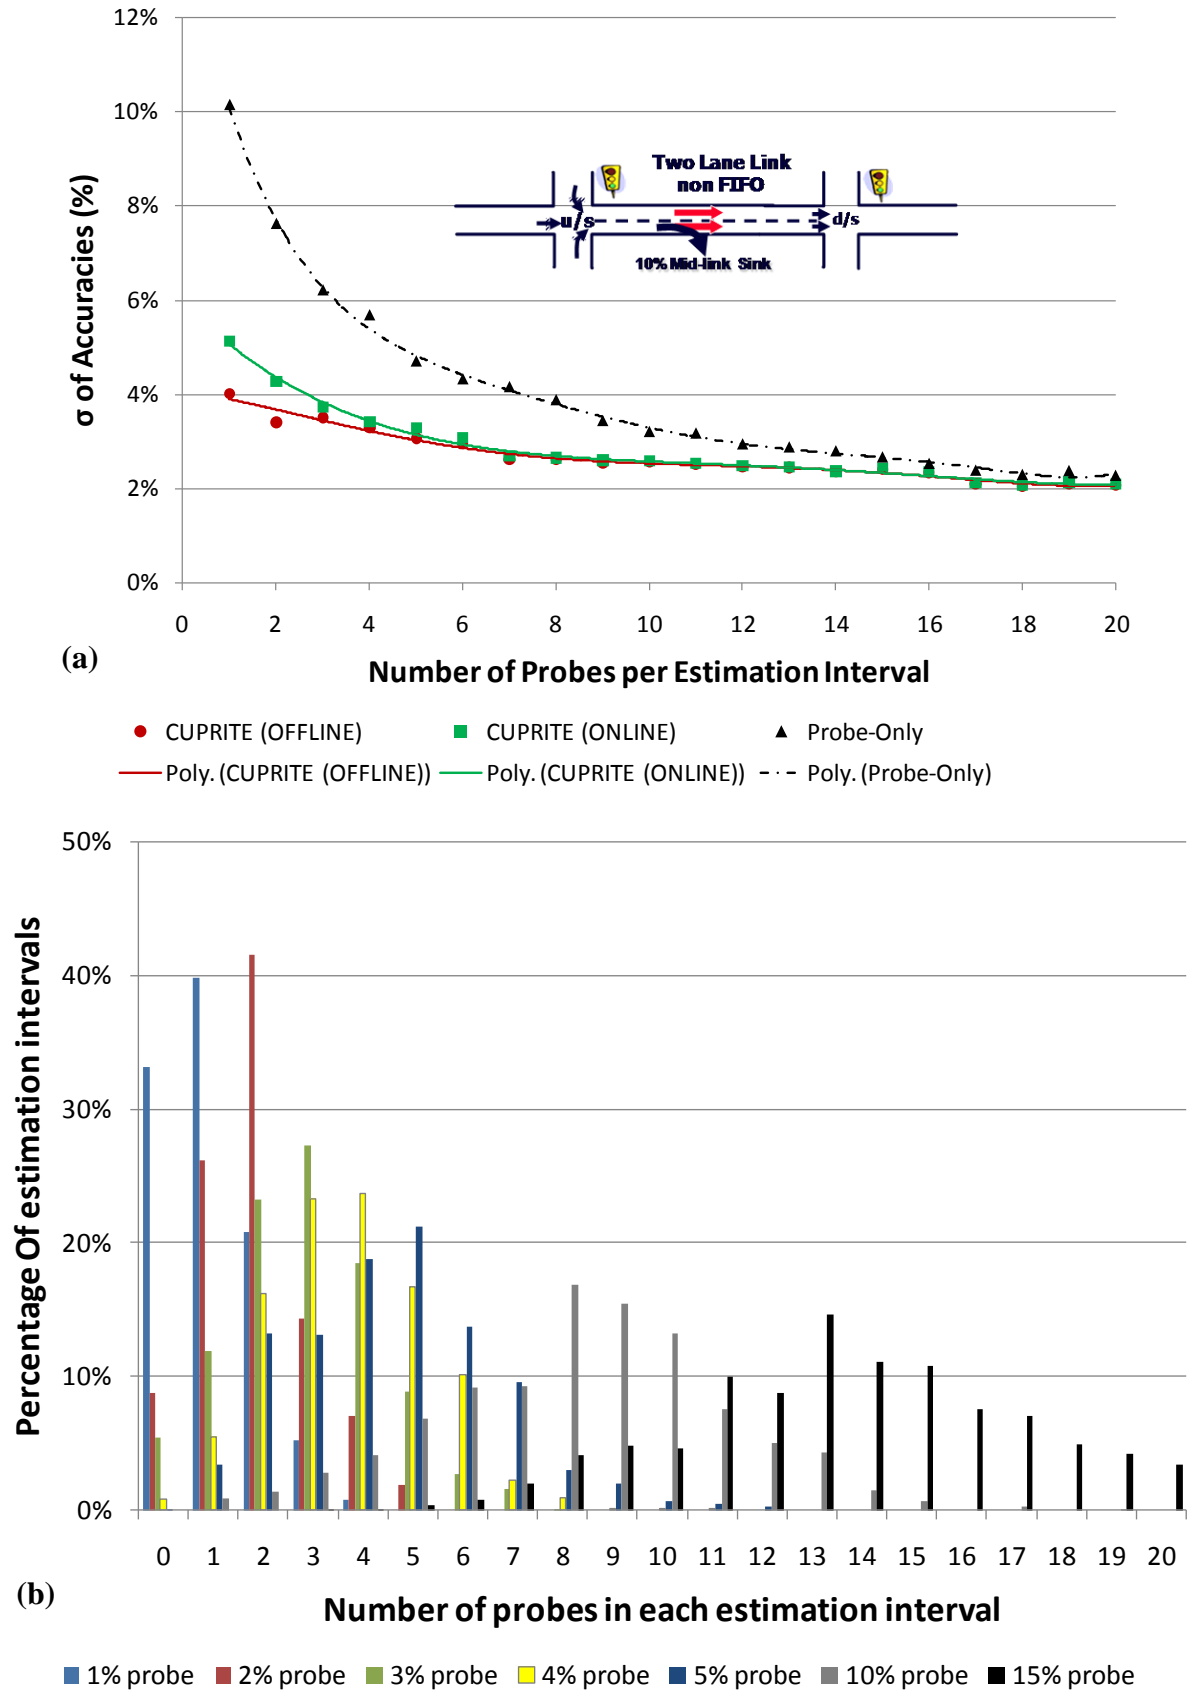 12%
10%
8%
6%
4%
2%
0%
σ of Accuracies (%)
Two Lane Link
non FIFO
u/s
d/s
10% Mid-link Sink
0 2 4 6 8 10 12 14 16 18 20
(a)
Number of Probes per Estimation Interval
CUPRITE (OFFLINE) CUPRITE (ONLINE) Probe-Only
Poly. (CUPRITE (OFFLINE)) Poly. (CUPRITE (ONLINE)) Poly. (Probe-Only)
50%
40%
30%
20%
10%
0%
Percentage Of estimation intervals
0 1 2 3 4 5 6 7 8 9 10 11 12 13 14 15 16 17 18 19 20
(b)
Number of probes in each estimation interval
1% probe 2% probe 3% probe 4% probe 5% probe 10% probe 15% probe